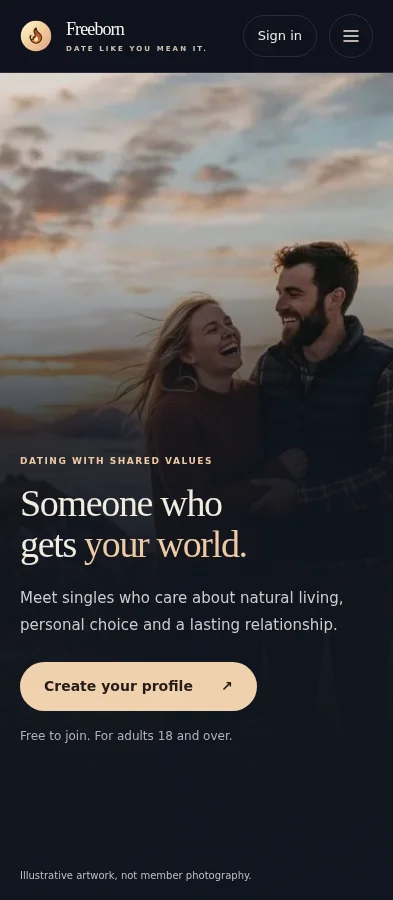 Freeborn
DATE LIKE YOU MEAN IT.
Sign in
DATING WITH SHARED VALUES
Someone who
gets your world.
Meet singles who care about natural living,
personal choice and a lasting relationship.
Create your profile ↗
Free to join. For adults 18 and over.
Illustrative artwork, not member photography.